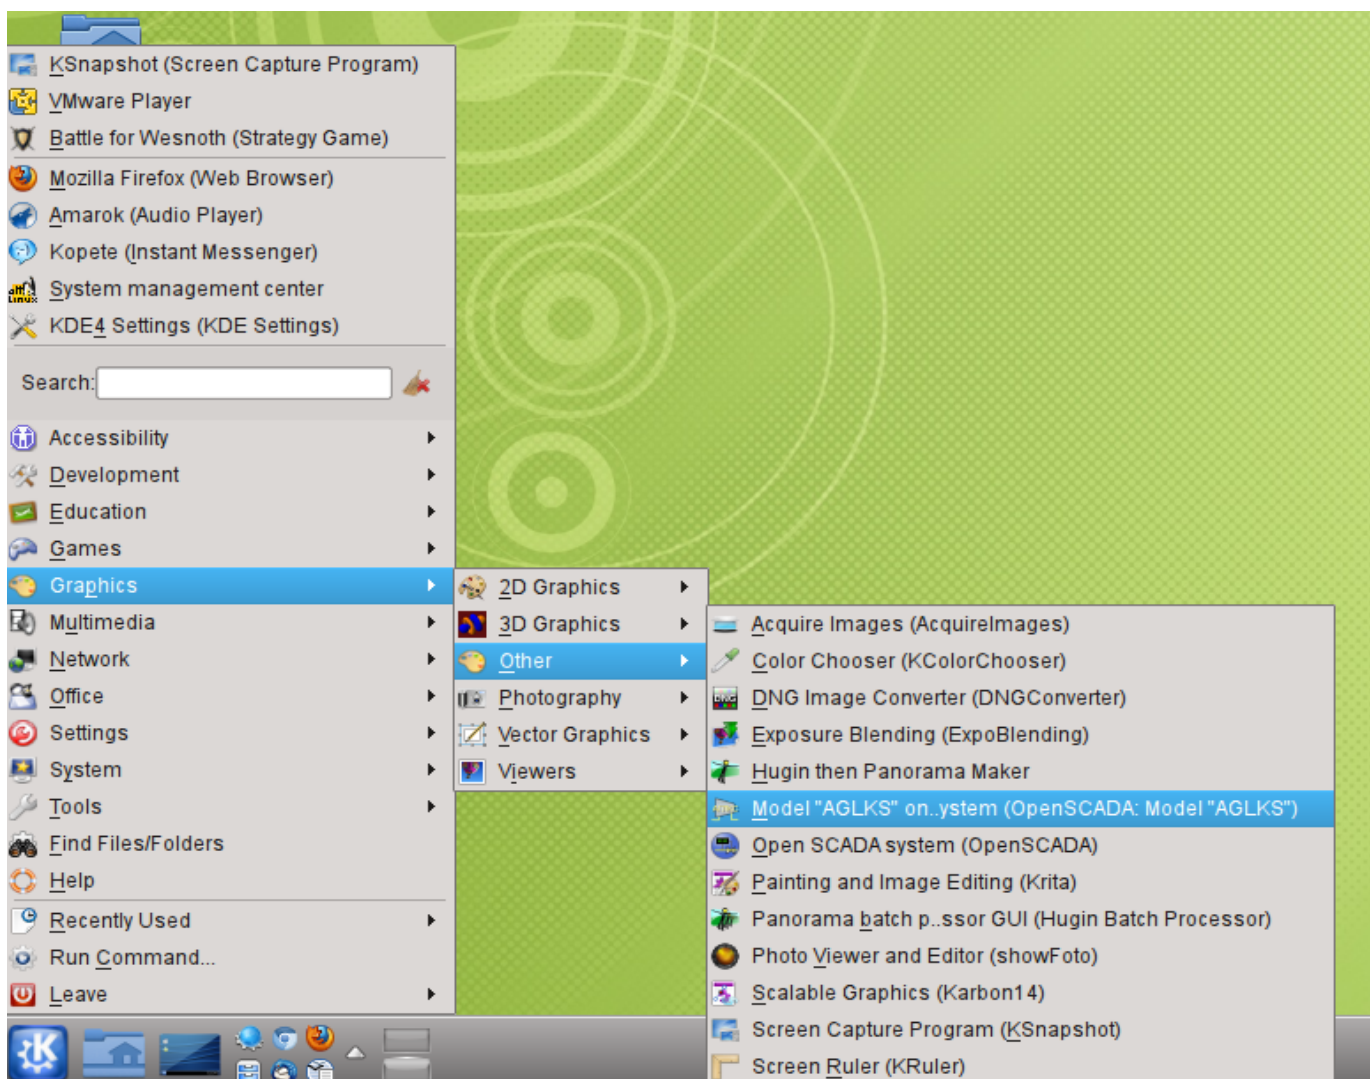 KSnapshot (Screen Capture Program)
VMware Player
Battle for Wesnoth (Strategy Game)
Mozilla Firefox (Web Browser)
Amarok (Audio Player)
Kopete (Instant Messenger)
System management center
KDE4 Settings (KDE Settings)
Search:
Accessibility
Development
Education
Games
Graphics
Multimedia
Network
Office
Settings
System
Tools
Find Files/Folders
Help
Recently Used
Run Command...
Leave
2D Graphics
3D Graphics
Other
Photography
Vector Graphics
Viewers
Acquire Images (AcquireImages)
Color Chooser (KColorChooser)
DNG Image Converter (DNGConverter)
Exposure Blending (ExpoBlending)
Hugin then Panorama Maker
Model "AGLKS" on..ystem (OpenSCADA: Model "AGLKS")
Open SCADA system (OpenSCADA)
Painting and Image Editing (Krita)
Panorama batch p..ssor GUI (Hugin Batch Processor)
Photo Viewer and Editor (showFoto)
Scalable Graphics (Karbon14)
Screen Capture Program (KSnapshot)
Screen Ruler (KRuler)